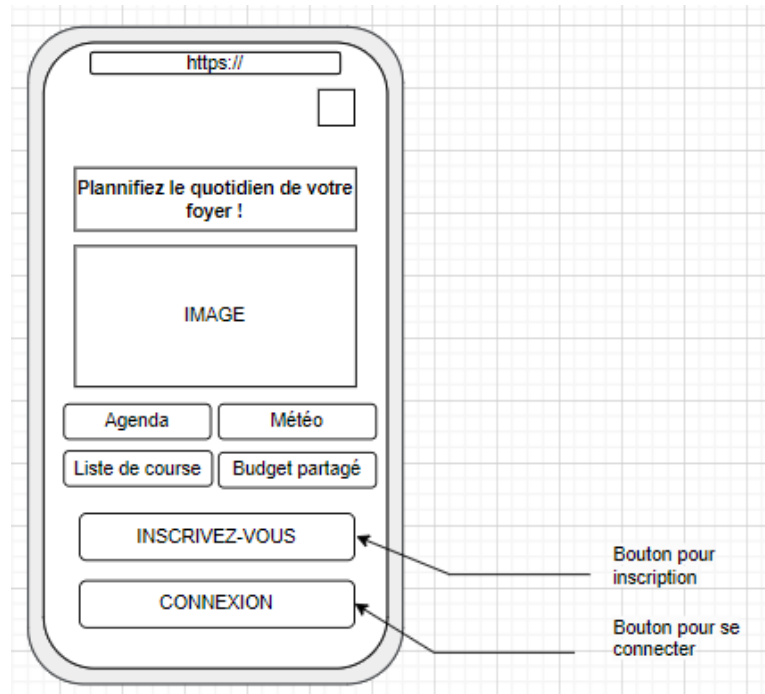 https://
Plannifiez le quotidien de votre
foyer !
IMAGE
Agenda
Météo
Liste de course
Budget partagé
INSCRIVEZ-VOUS
Bouton pour
inscription
CONNEXION
Bouton pour se
connecter